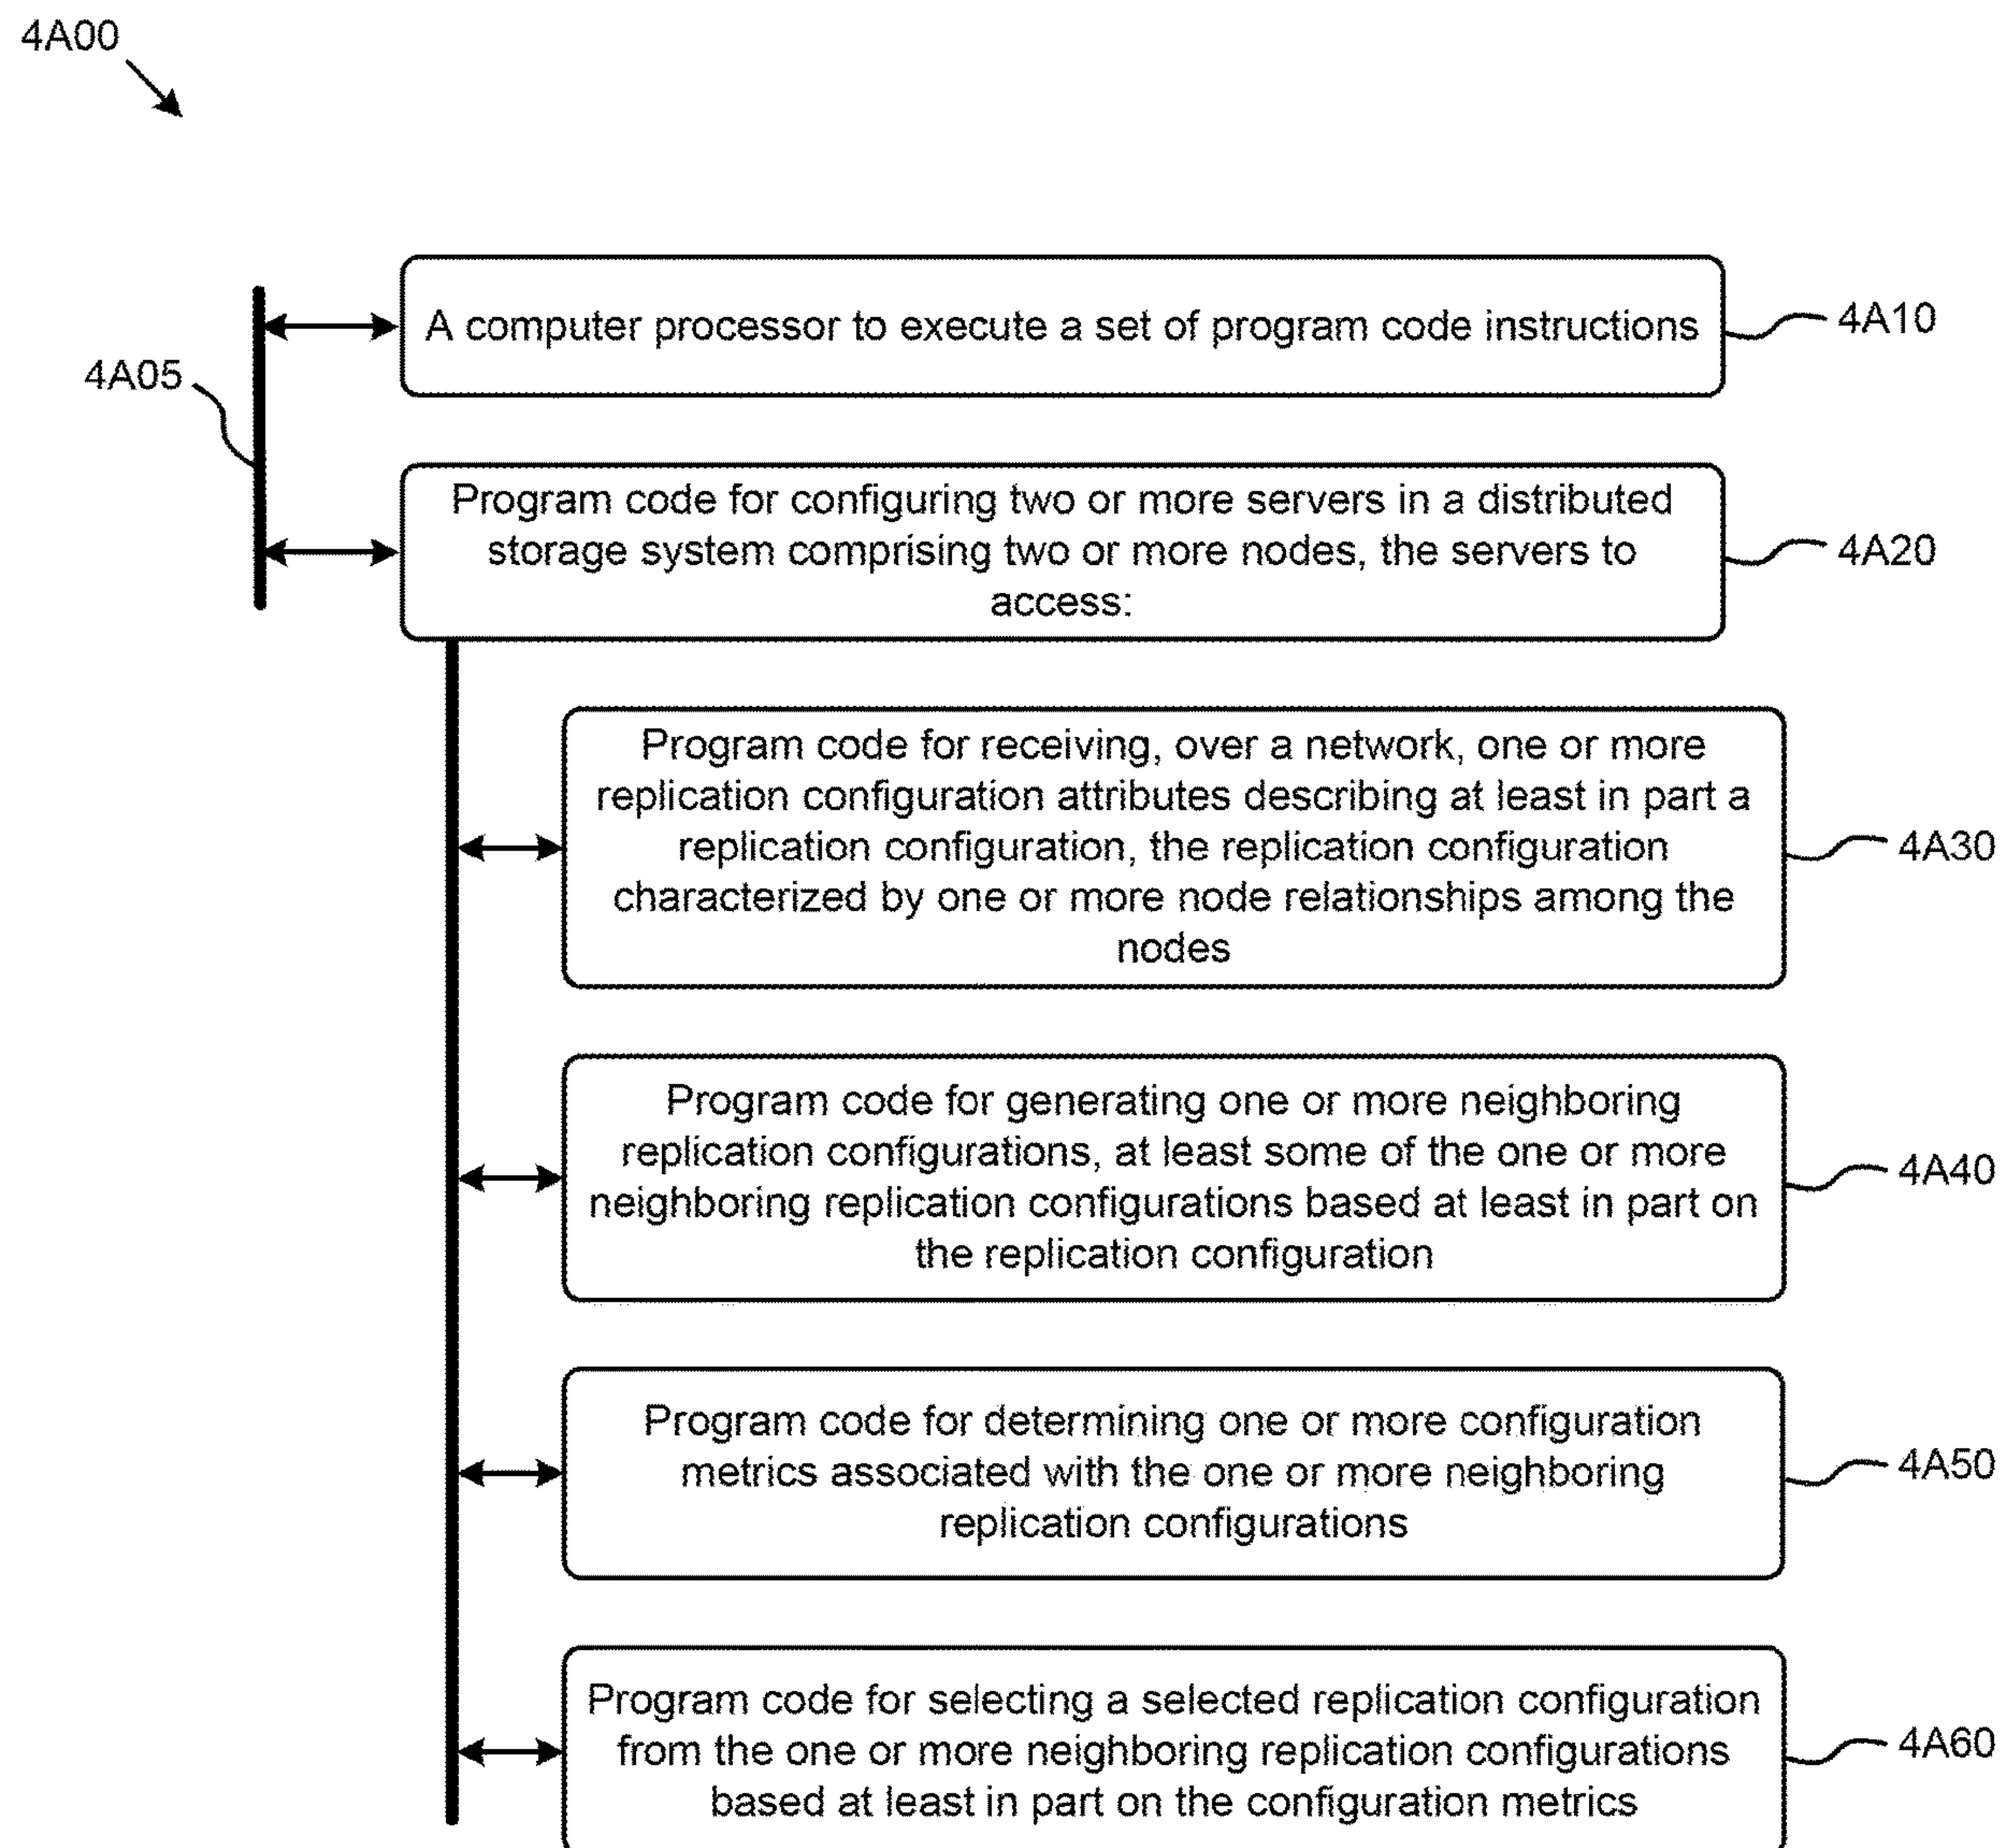 4A00
A computer processor to execute a set of program code instructions
4A10
4A05
Program code for configuring two or more servers in a distributed
storage system comprising two or more nodes, the servers to
access:
4A20
Program code for receiving, over a network, one or more
replication configuration attributes describing at least in part a
replication configuration, the replication configuration
characterized by one or more node relationships among the
nodes
4A30
Program code for generating one or more neighboring
replication configurations, at least some of the one or more
neighboring replication configurations based at least in part on
the replication configuration
4A40
Program code for determining one or more configuration
metrics associated with the one or more neighboring
replication configurations
4A50
Program code for selecting a selected replication configuration
from the one or more neighboring replication configurations
based at least in part on the configuration metrics
4A60